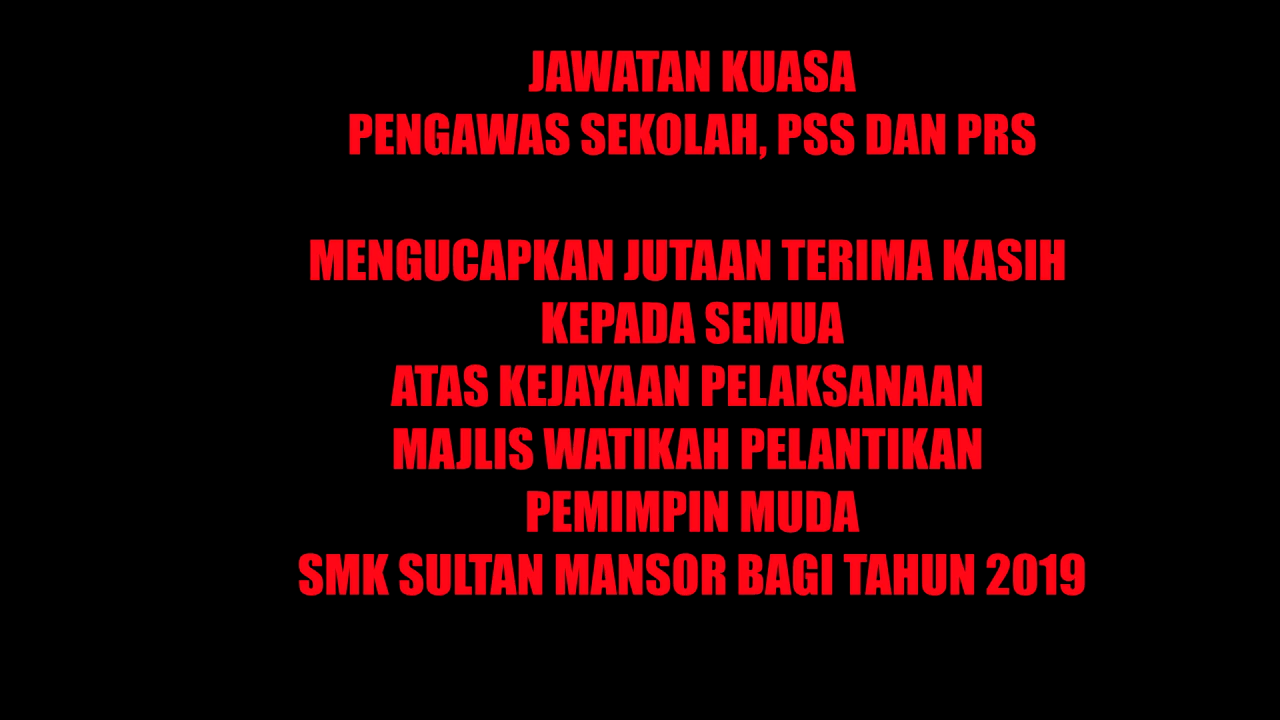 JAWATAN KUASA
PENGAWAS SEKOLAH, PSS DAN PRS
MENGUCAPKAN JUTAAN TERIMA KASIH
KEPADA SEMUA
ATAS KEJAYAAN PELAKSANAAN
MAJLIS WATIKAH PELANTIKAN
PEMIMPIN MUDA
SMK SULTAN MANSOR BAGI TAHUN 2019